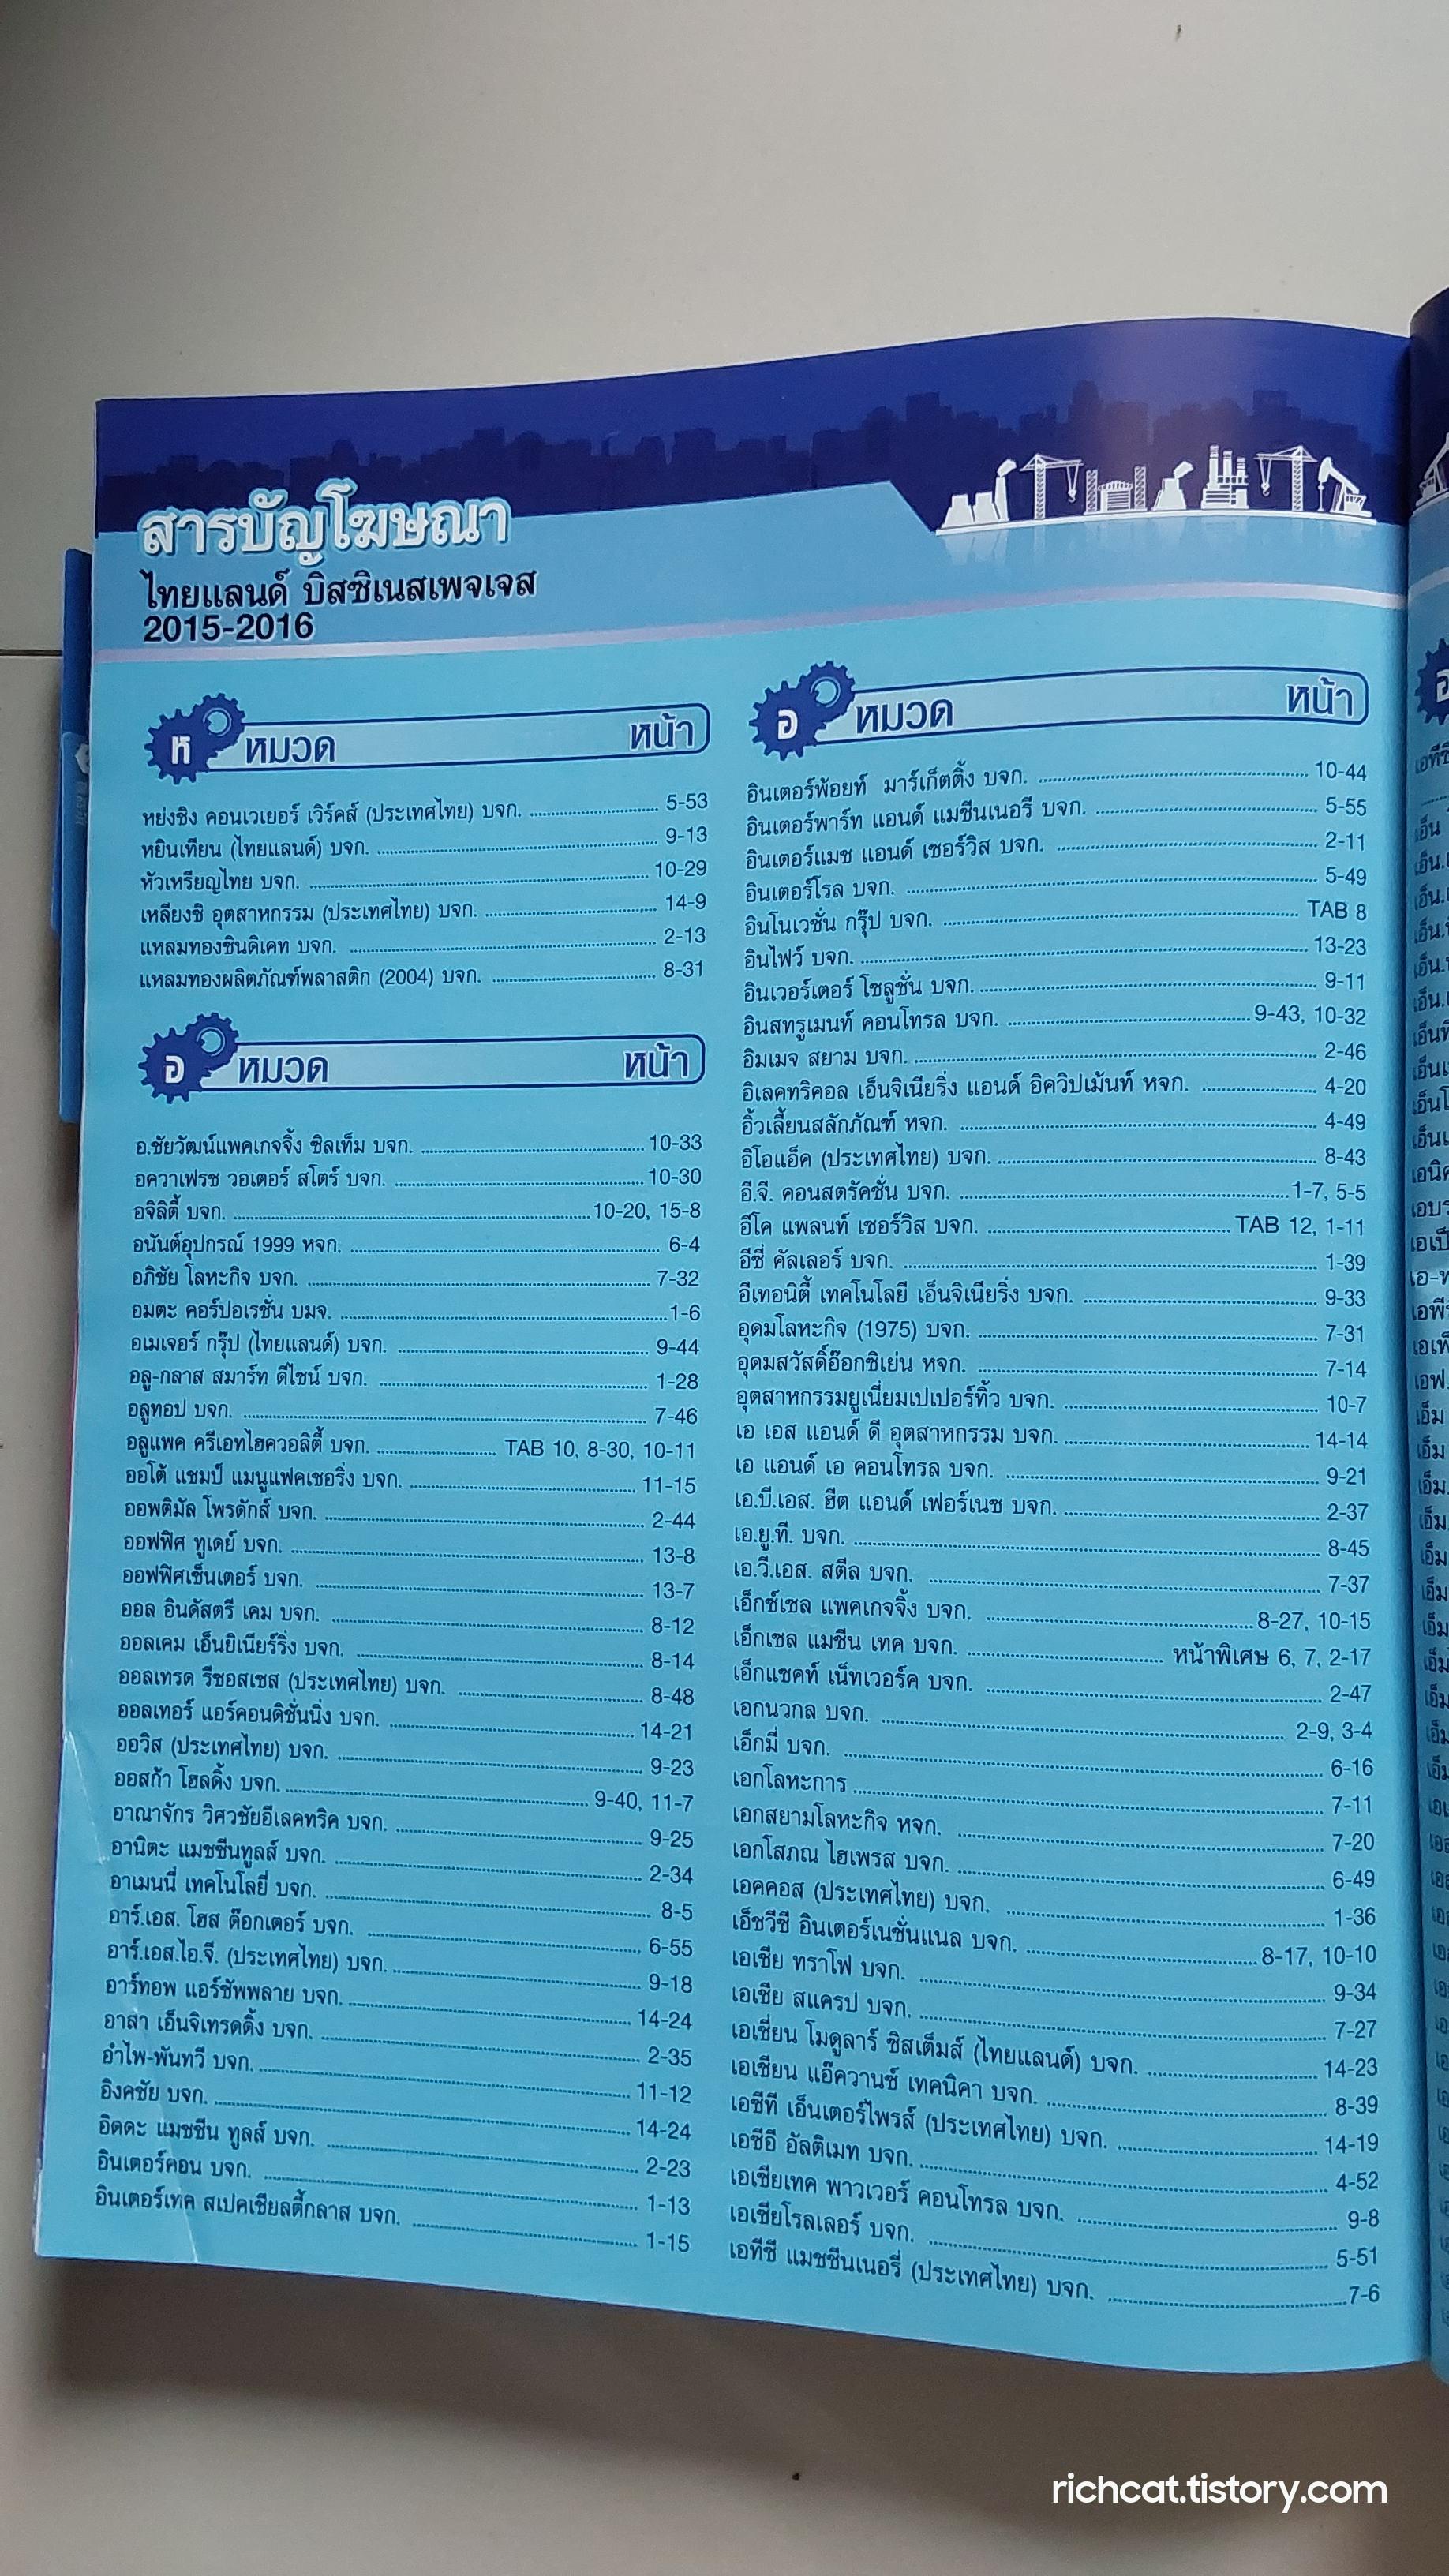 สารบัญโฆษณา
ไทยแลนด์ บิสซิเนสเพจเจส
2015-2016
ห หมวด หน้า
หย่งชิง คอนเวเยอร์ เวิร์คส์ (ประเทศไทย) บจก. 5-53
หยินเทียน (ไทยแลนด์) บจก. 9-13
หัวเหรียญไทย บจก. 10-29
เหลียงชิ อุตสาหกรรม (ประเทศไทย) บจก. 14-9
แหลมทองซินดิเคท บจก. 2-13
แหลมทองผลิตภัณฑ์พลาสติก (2004) บจก. 8-31
อ หมวด หน้า
อ.ชัยวัฒน์แพคเกจจิ้ง ซิลเท็ม บจก. 10-33
อควาเฟรช วอเตอร์ สโตร์ บจก. 10-30
อจิลิตี้ บจก. 10-20, 15-8
อนันต์อุปกรณ์ 1999 หจก. 6-4
อภิชัย โลหะกิจ บจก. 7-32
อมตะ คอร์ปอเรชั่น บมจ. 1-6
อเมเจอร์ กรุ๊ป (ไทยแลนด์) บจก. 9-44
อลู-กลาส สมาร์ท ดีไซน์ บจก. 1-28
อลูทอป บจก. 7-46
อลูแพค ครีเอทไฮควอลิตี้ บจก. TAB 10, 8-30, 10-11
ออโต้ แชมป์ แมนูแฟคเชอริ่ง บจก. 11-15
ออพติมัล โพรดักส์ บจก. 2-44
ออฟฟิศ ทูเดย์ บจก. 13-8
ออฟฟิศเซ็นเตอร์ บจก. 13-7
ออล อินดัสตรี เคม บจก. 8-12
ออลเคม เอ็นยิเนียร์ริ่ง บจก. 8-14
ออลเทรด รีซอสเซส (ประเทศไทย) บจก. 8-48
ออลเทอร์ แอร์คอนดิชั่นนิ่ง บจก. 14-21
ออวิส (ประเทศไทย) บจก. 9-23
ออสก้า โฮลดิ้ง บจก. 9-40, 11-7
อาณาจักร วิศวชัยอีเลคทริค บจก. 9-25
อานิตะ แมชชีนทูลส์ บจก. 2-34
อาเมนนี่ เทคโนโลยี่ บจก. 8-5
อาร์.เอส. โฮส ด๊อกเตอร์ บจก. 6-55
อาร์.เอส.ไอ.จี. (ประเทศไทย) บจก. 9-18
อาร์ทอพ แอร์ซัพพลาย บจก. 14-24
อาสา เอ็นจิเทรดดิ้ง บจก. 2-35
อำไพ-พันทวี บจก. 11-12
อิงคชัย บจก. 14-24
อิดดะ แมชชีน ทูลส์ บจก. 2-23
อินเตอร์คอน บจก. 1-13
อินเตอร์เทค สเปคเชียลตี้กลาส บจก. 1-15
อ หมวด หน้า
อินเตอร์พ้อยท์ มาร์เก็ตติ้ง บจก. 10-44
อินเตอร์พาร์ท แอนด์ แมชีนเนอรี บจก. 5-55
อินเตอร์แมช แอนด์ เซอร์วิส บจก. 2-11
อินเตอร์โรล บจก. 5-49
อินโนเวชั่น กรุ๊ป บจก. TAB 8
อินไฟว์ บจก. 13-23
อินเวอร์เตอร์ โซลูชั่น บจก. 9-11
อินสทรูเมนท์ คอนโทรล บจก. 9-43, 10-32
อิมเมจ สยาม บจก. 2-46
อิเลคทริคอล เอ็นจิเนียริ่ง แอนด์ อิควิปเม้นท์ หจก. 4-20
อิ้วเลี้ยนสลักภัณฑ์ หจก. 4-49
อิโอแอ็ค (ประเทศไทย) บจก. 8-43
อี.จี. คอนสตรัคชั่น บจก. 1-7, 5-5
อีโค แพลนท์ เซอร์วิส บจก. TAB 12, 1-11
อีซี่ คัลเลอร์ บจก. 1-39
อีเทอนิตี้ เทคโนโลยี เอ็นจิเนียริ่ง บจก. 9-33
อุดมโลหะกิจ (1975) บจก. 7-31
อุดมสวัสดิ์อ๊อกซิเย่น หจก. 7-14
อุตสาหกรรมยูเนี่ยมเปเปอร์ทิ้ว บจก. 10-7
เอ เอส แอนด์ ดี อุตสาหกรรม บจก. 14-14
เอ แอนด์ เอ คอนโทรล บจก. 9-21
เอ.บี.เอส. ฮีต แอนด์ เฟอร์เนซ บจก. 2-37
เอ.ยู.ที. บจก. 8-45
เอ.วี.เอส. สตีล บจก. 7-37
เอ็กซ์เซล แพคเกจจิ้ง บจก. 8-27, 10-15
เอ็กเซล แมชีน เทค บจก. หน้าพิเศษ 6, 7, 2-17
เอ็กแซคท์ เน็ทเวอร์ค บจก. 2-47
เอกนวกล บจก. 2-9, 3-4
เอ็กมี่ บจก. 6-16
เอกโลหะการ 7-11
เอกสยามโลหะกิจ หจก. 7-20
เอกโสภณ ไฮเพรส บจก. 6-49
เอคคอส (ประเทศไทย) บจก. 1-36
เอ็ชวีซี อินเตอร์เนชั่นแนล บจก. 8-17, 10-10
เอเชีย ทราโฟ บจก. 9-34
เอเชีย สแครป บจก. 7-27
เอเชี่ยน โมดูลาร์ ซิสเต็มส์ (ไทยแลนด์) บจก. 14-23
เอเชียน แอ๊ควานซ์ เทคนิคา บจก. 8-39
เอซีที เอ็นเตอร์ไพรส์ (ประเทศไทย) บจก. 14-19
เอซีอี อัลติเมท บจก. 4-52
เอเชียเทค พาวเวอร์ คอนโทรล บจก. 9-8
เอเชียโรลเลอร์ บจก. 5-51
เอทีซี แมชชีนเนอรี่ (ประเทศไทย) บจก. 7-6
richcat.tistory.com